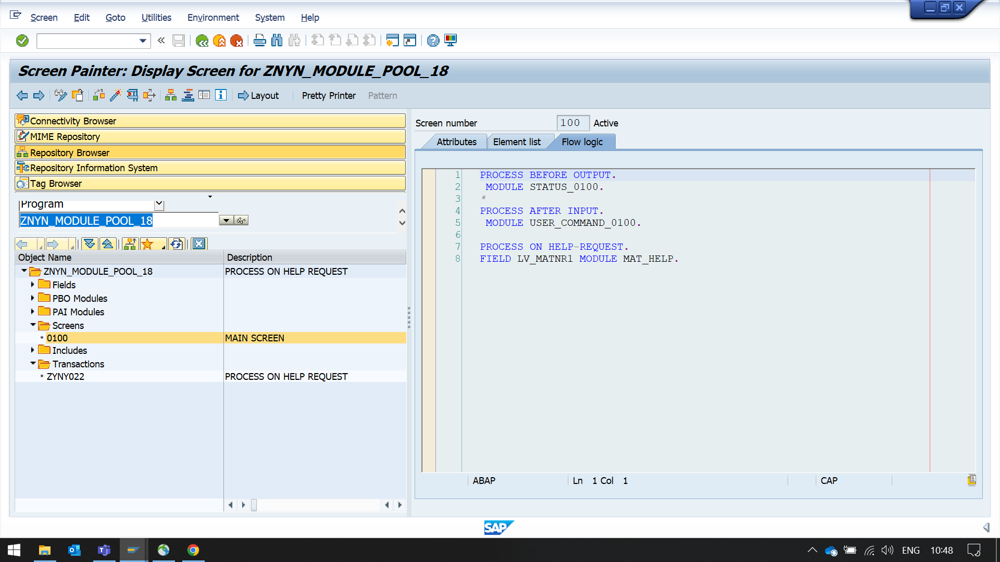 Screen Edit Goto Utilities Environment System Help
Screen Painter: Display Screen for ZNYN_MODULE_POOL_18
Layout Pretty Printer Pattern
Connectivity Browser
MIME Repository
Repository Browser
Repository Information System
Tag Browser
Program
ZNYN_MODULE_POOL_18
Object Name Description
ZNYN_MODULE_POOL_18 PROCESS ON HELP REQUEST
Fields
PBO Modules
PAI Modules
Screens
0100 MAIN SCREEN
Includes
Transactions
ZYNY022 PROCESS ON HELP REQUEST
Screen number 100 Active
Attributes Element list Flow logic
1 PROCESS BEFORE OUTPUT.
2 MODULE STATUS_0100.
3 *
4 PROCESS AFTER INPUT.
5 MODULE USER_COMMAND_0100.
6
7 PROCESS ON HELP-REQUEST.
8 FIELD LV_MATNR1 MODULE MAT_HELP.
ABAP Ln 1 Col 1 CAP
SAP
ENG 10:48